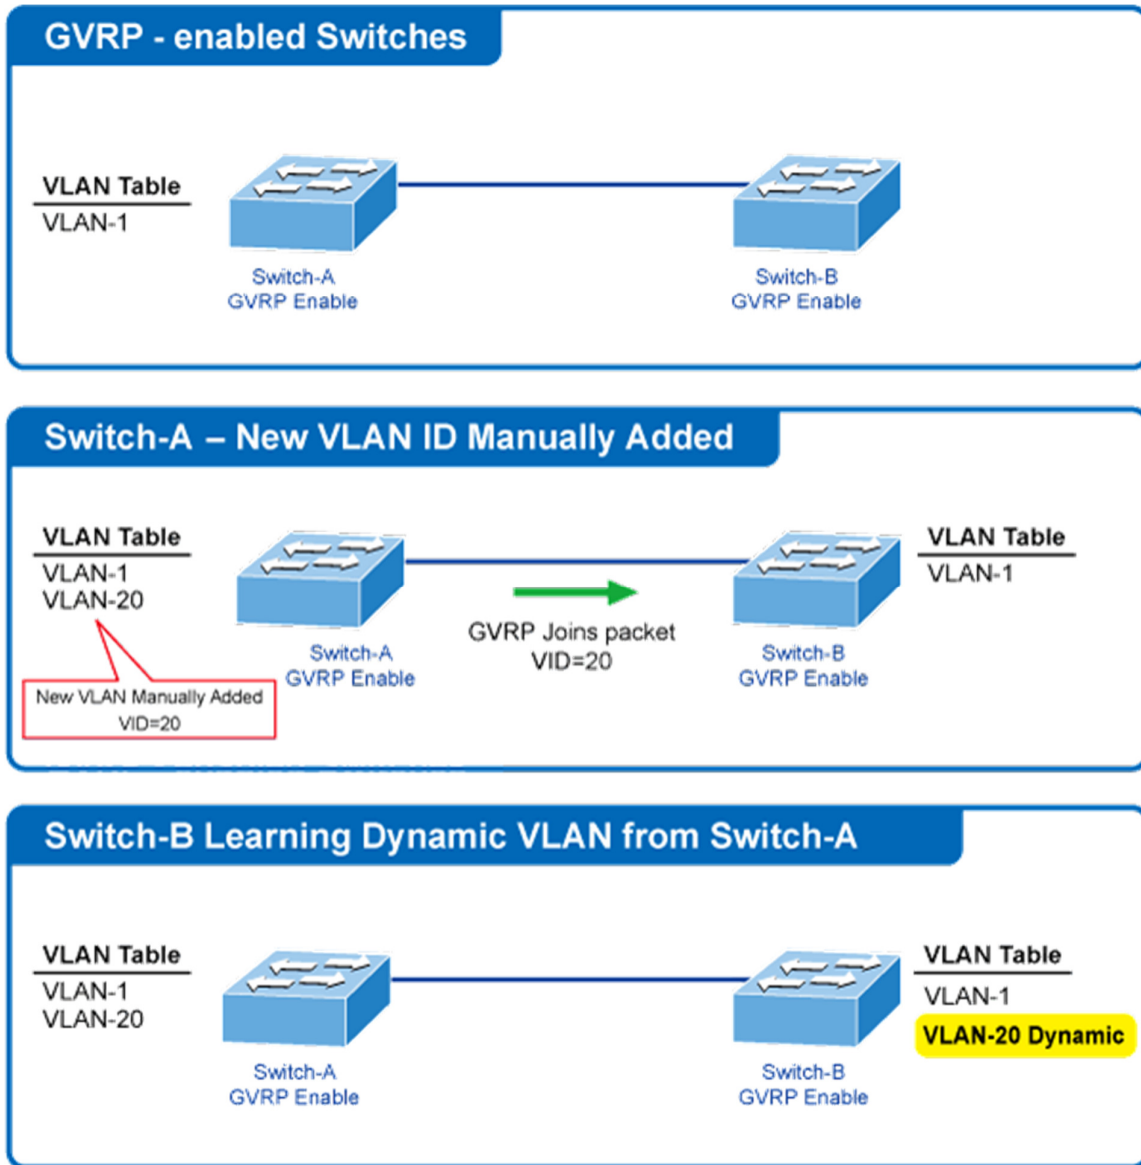 GVRP - enabled Switches
VLAN Table
VLAN-1
Switch-A
GVRP Enable
Switch-B
GVRP Enable
Switch-A – New VLAN ID Manually Added
VLAN Table
VLAN-1
VLAN-20
New VLAN Manually Added
VID=20
Switch-A
GVRP Enable
GVRP Joins packet
VID=20
Switch-B
GVRP Enable
VLAN Table
VLAN-1
Switch-B Learning Dynamic VLAN from Switch-A
VLAN Table
VLAN-1
VLAN-20
Switch-A
GVRP Enable
Switch-B
GVRP Enable
VLAN Table
VLAN-1
VLAN-20 Dynamic